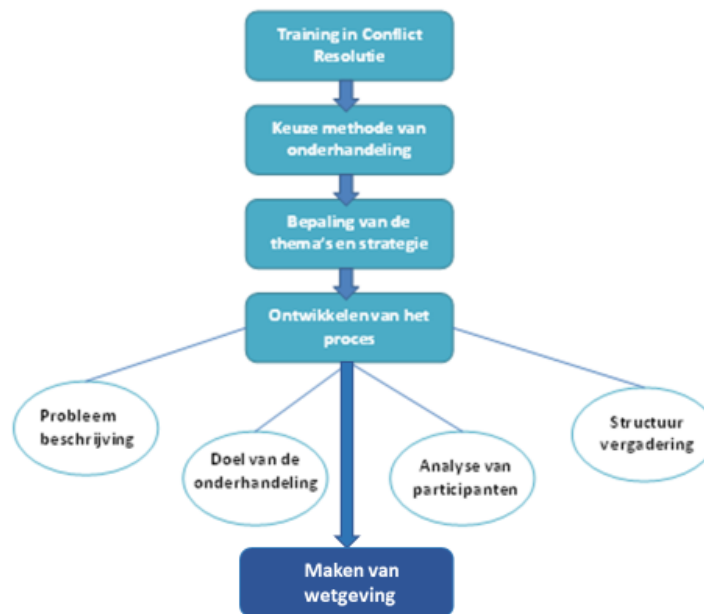 Training in Conflict
Resolutie
Keuze methode van
onderhandeling
Bepaling van de
thema's en strategie
Ontwikkelen van het
proces
Probleem
beschrijving
Doel van de
onderhandeling
Analyse van
participanten
Structuur
vergadering
Maken van
wetgeving